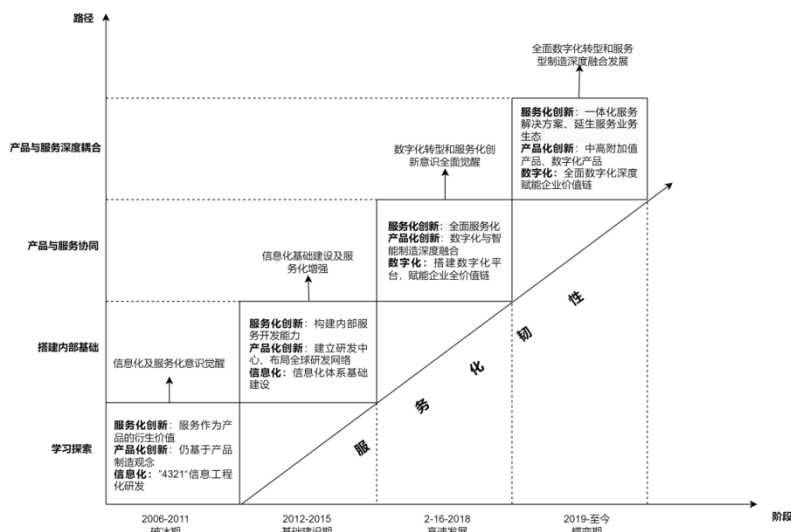 路径
全面数字化转型和服务
型制造深度融合发展
服务化创新：一体化服务
解决方案、延生服务业务
生态
产品化创新：中高附加值
产品、数字化产品
数字化：全面数字化深度
赋能企业价值链
产品与服务深度耦合
数字化转型和服务化创
新意识全面觉醒
服务化创新：全面服务化
产品化创新：数字化与智
能制造深度融合
数字化：搭建数字化平
台，赋能企业全价值链
产品与服务协同
信息化基础建设及服
务化增强
服务化创新：构建内部服
务开发能力
产品化创新：建立研发中
心、布局全球研发网络
信息化：信息化体系基础
建设
搭建内部基础
信息化及服务化意识觉醒
服务化创新：服务作为产
品的衍生价值
产品化创新：仍基于产品
制造观念
信息化："4321"信息工程
化研发
学习探索
服务化韧性
2006-2011
破冰期
2012-2015
基础建设期
2-16-2018
高速发展
2019-至今
蝶变期
阶段